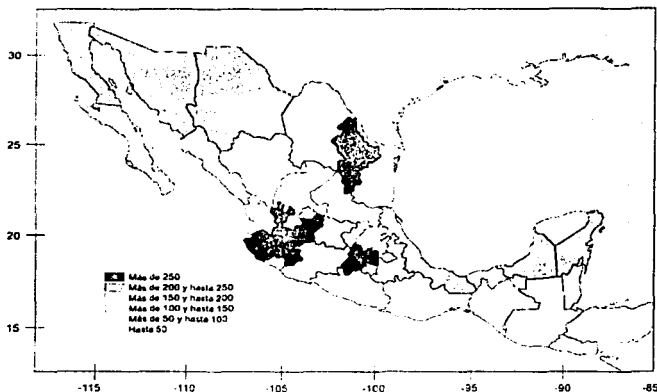 30
25
20
15
Más de 250
Más de 200 y hasta 250
Más de 150 y hasta 200
Más de 100 y hasta 150
Más de 50 y hasta 100
Hasta 50
-115
-110
-105
-100
-95
-90
-85